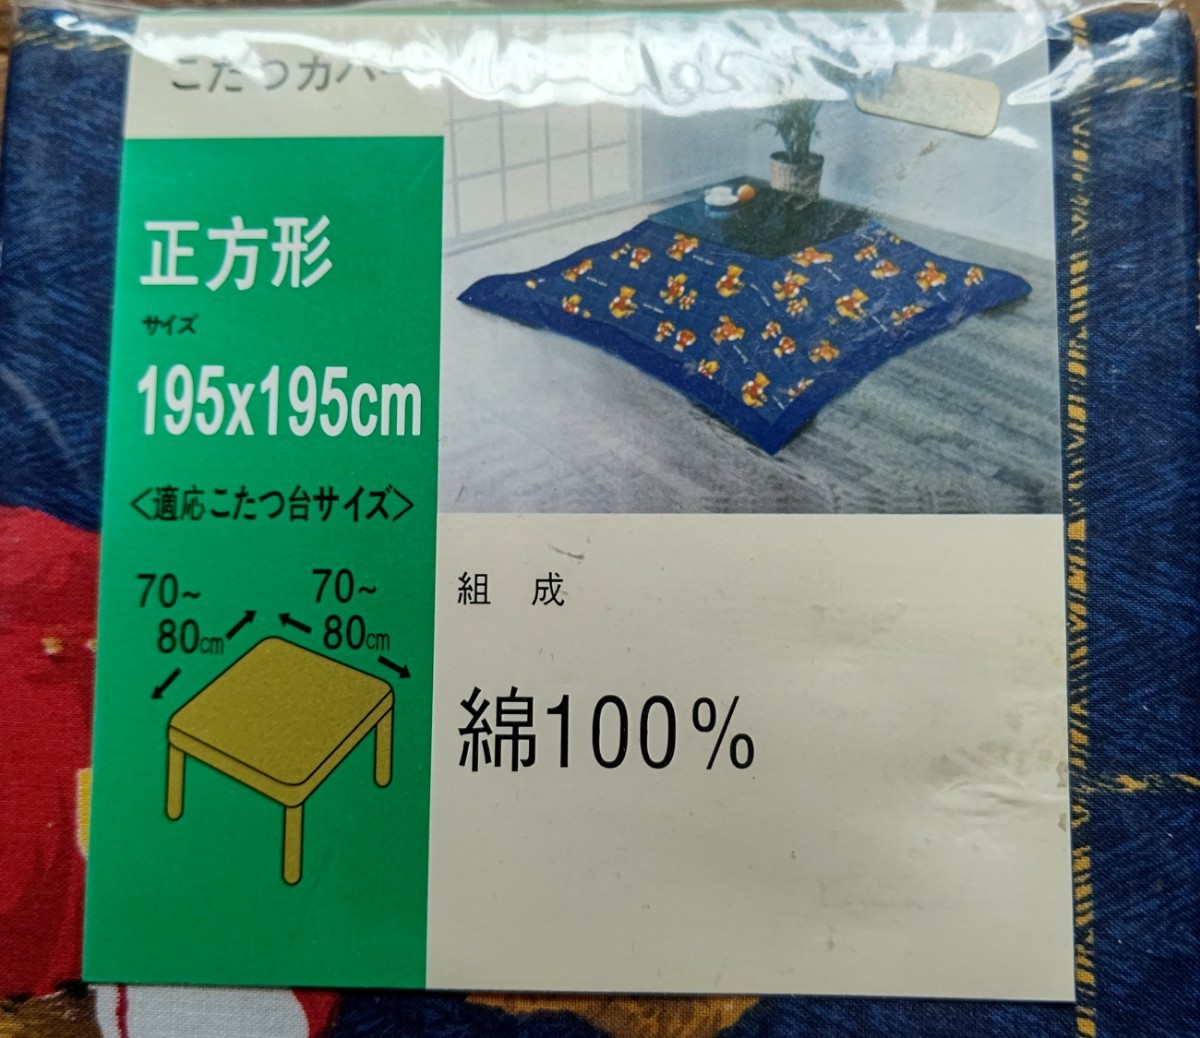 こたつカバー
正方形
サイズ
195x195cm
<適応こたつ台サイズ>
70~
80cm
70~
80cm
組 成
綿100%